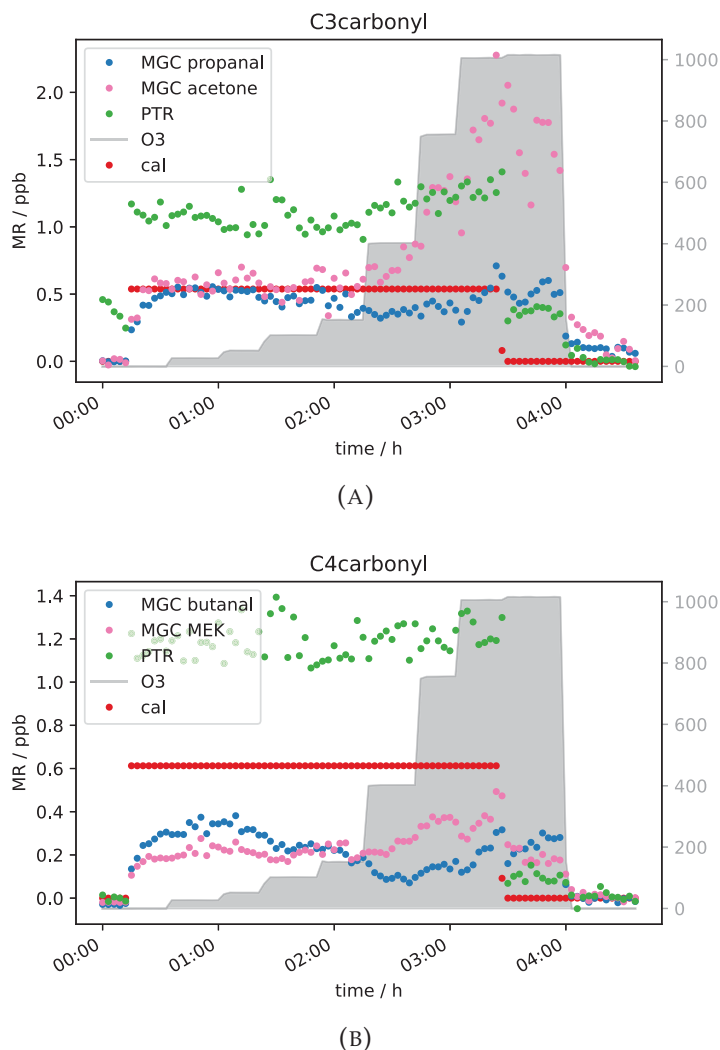 C3carbonyl
MGC propanal
MGC acetone
PTR
O3
cal
MR / ppb
2.0
1.5
1.0
0.5
0.0
1000
800
600
400
200
0
00:00 01:00 02:00 03:00 04:00
time / h
(A)
C4carbonyl
MGC butanal
MGC MEK
PTR
O3
cal
MR / ppb
1.4
1.2
1.0
0.8
0.6
0.4
0.2
0.0
1000
800
600
400
200
0
00:00 01:00 02:00 03:00 04:00
time / h
(B)